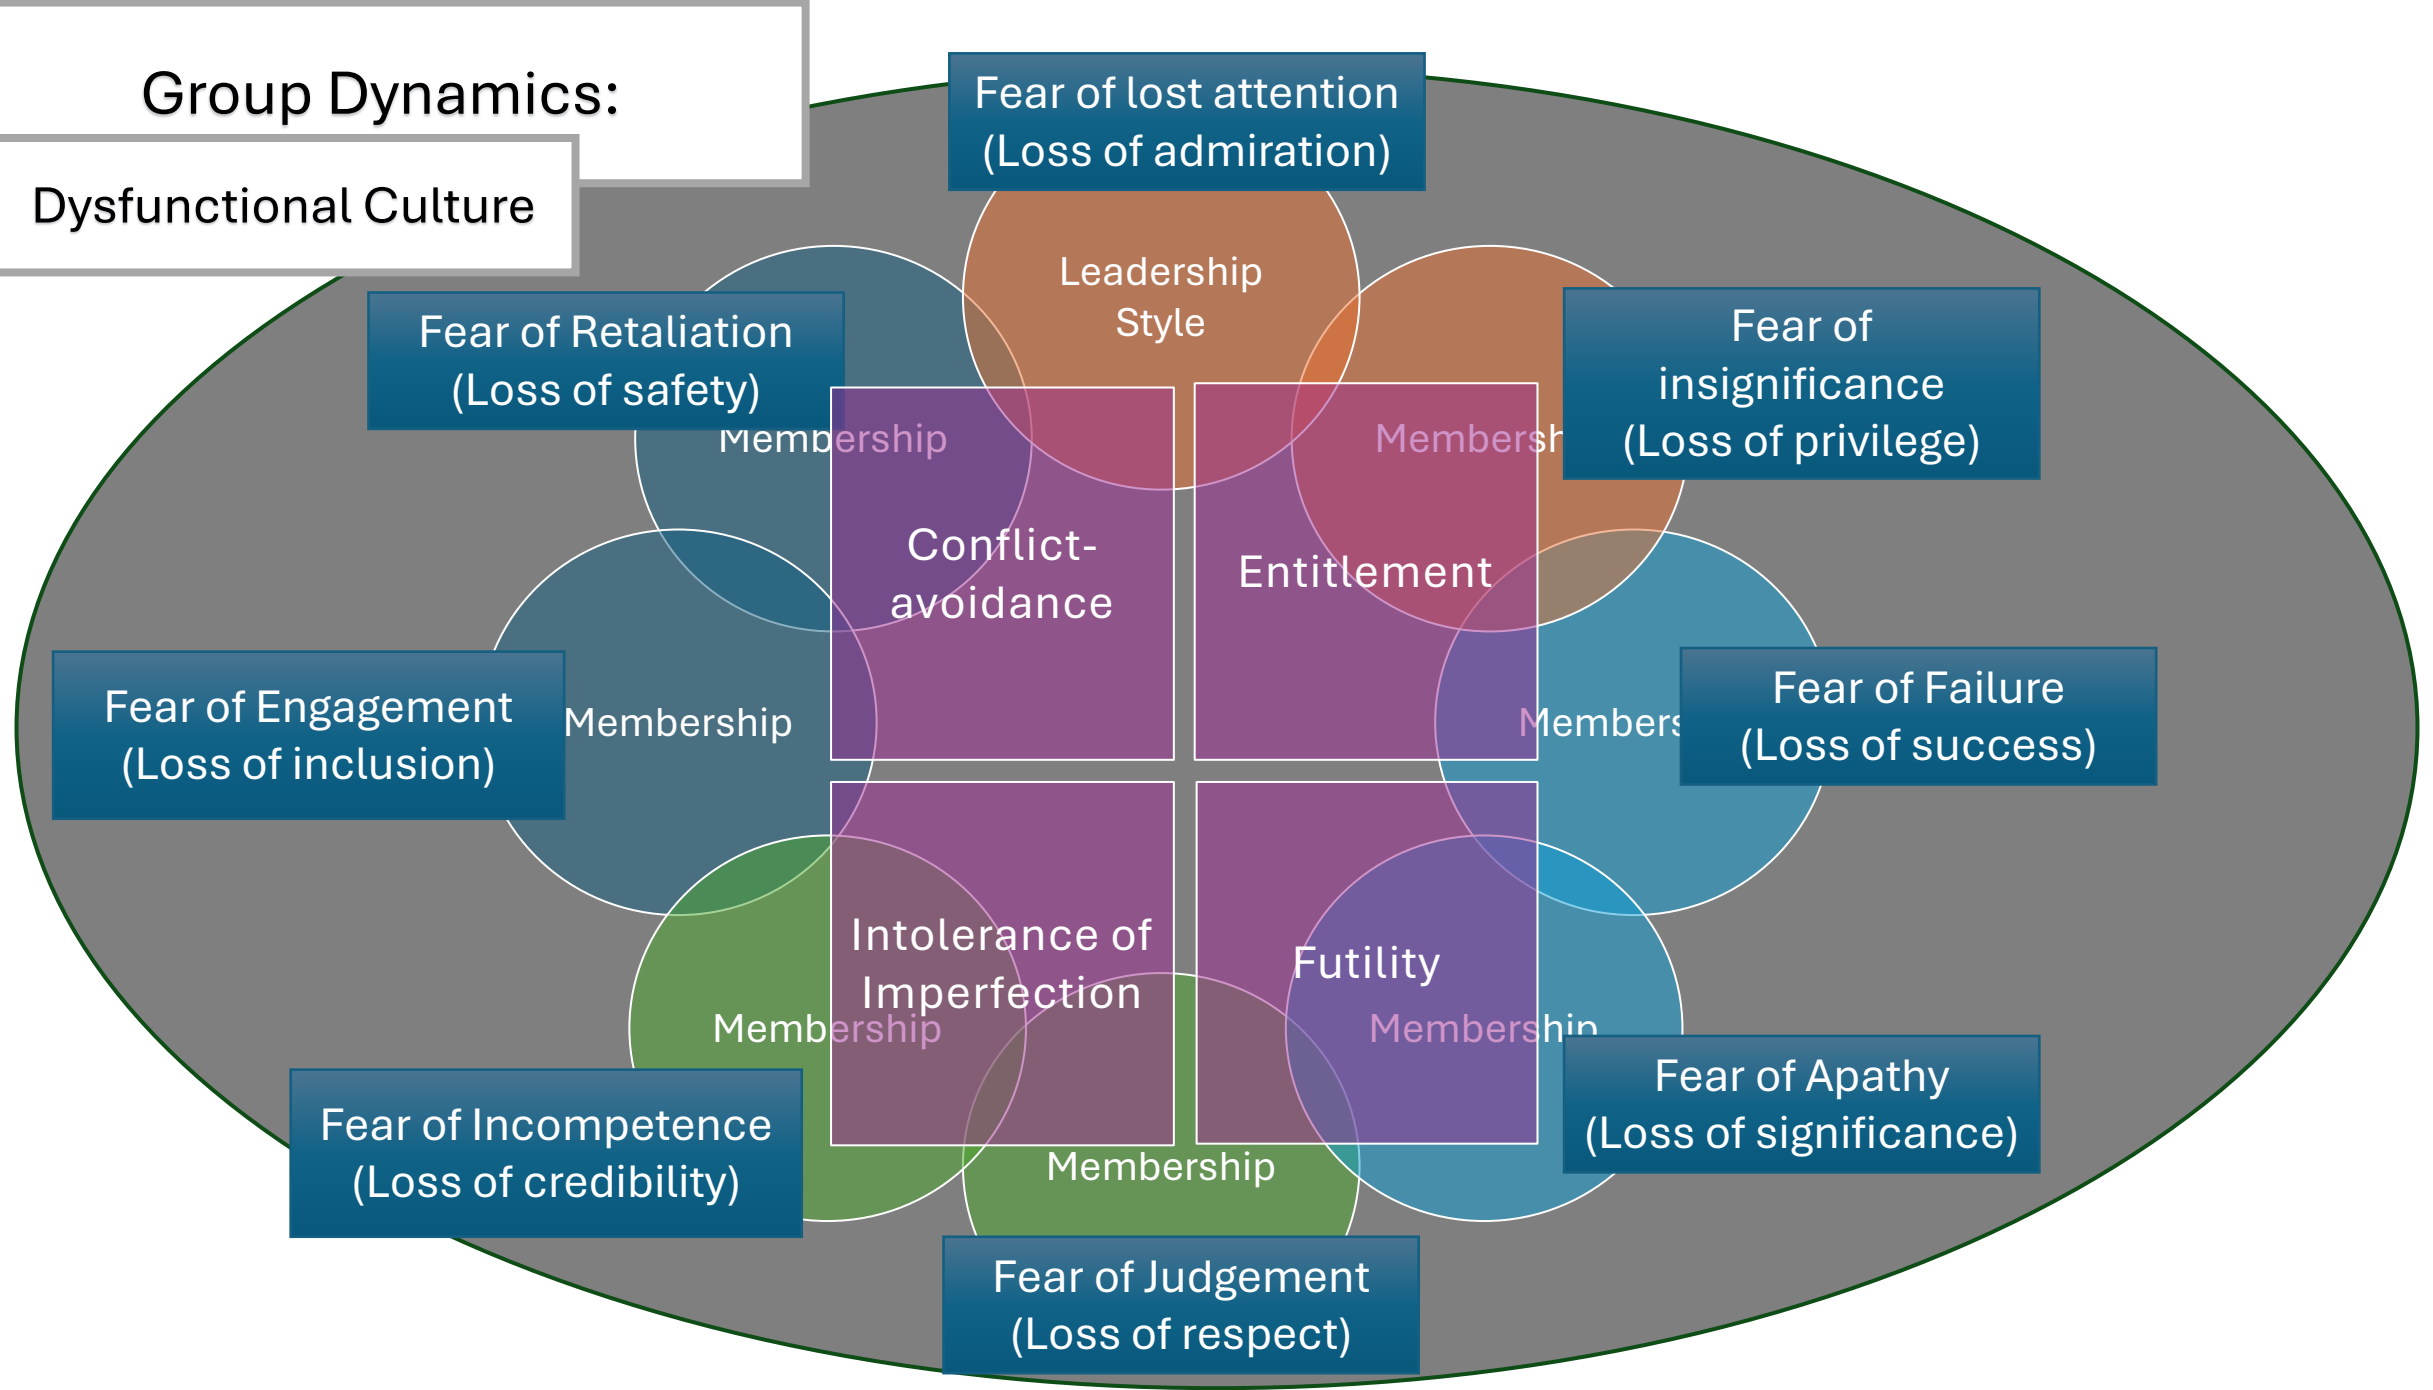 Group Dynamics:
Dysfunctional Culture
Fear of lost attention
(Loss of admiration)
Leadership
Style
Fear of Retaliation
(Loss of safety)
Membership
Fear of
insignificance
(Loss of privilege)
Membersh
Conflict-
avoidance
Entitlement
Fear of Engagement
(Loss of inclusion)
Membership
Members
Fear of Failure
(Loss of success)
Intolerance of
Imperfection
Futility
Membership
Membership
Fear of Incompetence
(Loss of credibility)
Fear of Apathy
(Loss of significance)
Membership
Fear of Judgement
(Loss of respect)